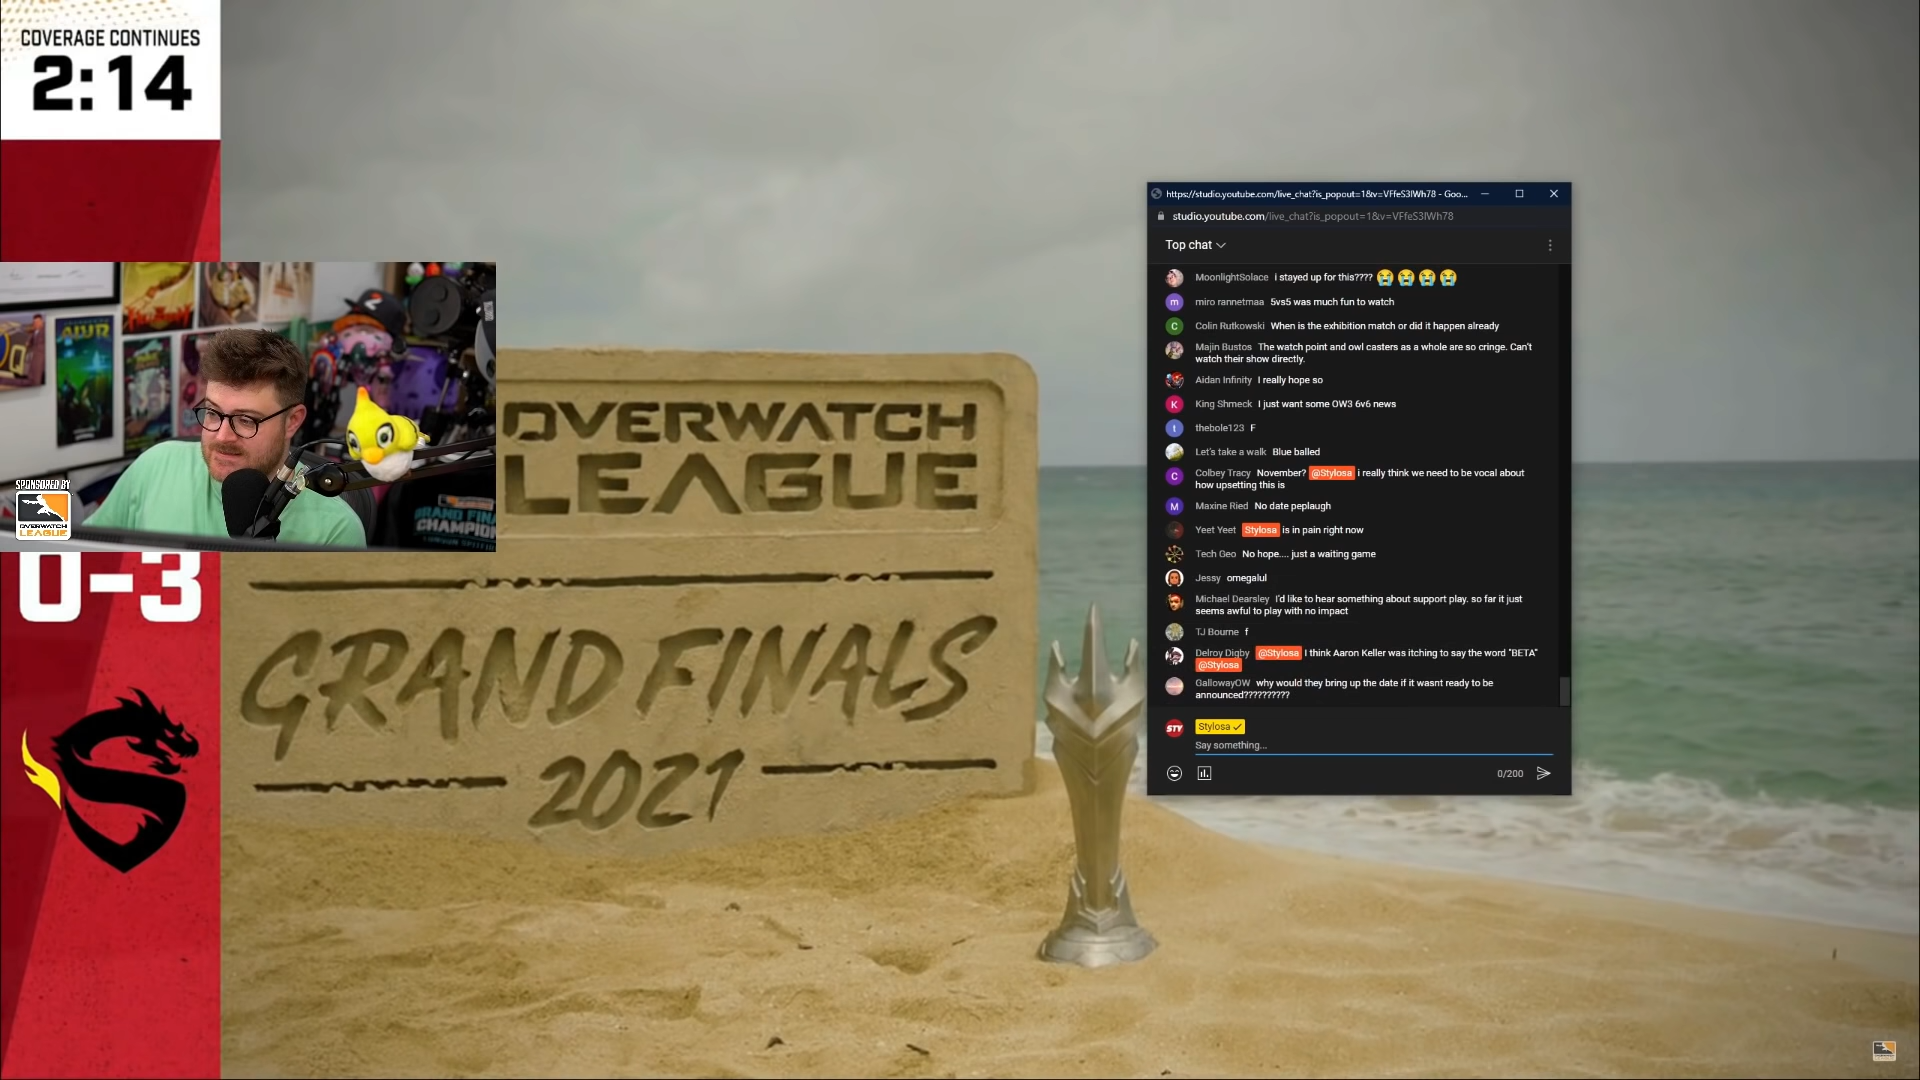 COVERAGE CONTINUES
2:14
SPONSORED BY
OVERWATCH
LEAGUE
0-3
OVERWATCH
LEAGUE
GRAND FINALS
2021
https://studio.youtube.com/live_chat?is_popout=1&v=VFfeS3lWh78 - Goo...
studio.youtube.com/live_chat?is_popout=1&v=VFfeS3lWh78
Top chat
MoonlightSolace i stayed up for this???? 😭 😭 😭 😭
miro rannetmaa 5vs5 was much fun to watch
Colin Rutkowski When is the exhibition match or did it happen already
Majin Bustos The watch point and owl casters as a whole are so cringe. Can't
watch their show directly.
Aidan Infinity I really hope so
King Shmeck I just want some OW3 6v6 news
thebole123 F
Let's take a walk Blue balled
Colbey Tracy November? @Stylosa i really think we need to be vocal about
how upsetting this is
Maxine Ried No date peplaugh
Yeet Yeet Stylosa is in pain right now
Tech Geo No hope.... just a waiting game
Jessy omegalul
Michael Dearsley I'd like to hear something about support play. so far it just
seems awful to play with no impact
TJ Bourne f
Delroy Digby @Stylosa I think Aaron Keller was itching to say the word "BETA"
@Stylosa
GallowayOW why would they bring up the date if it wasnt ready to be
announced??????????
STY
Stylosa
Say something...
0/200